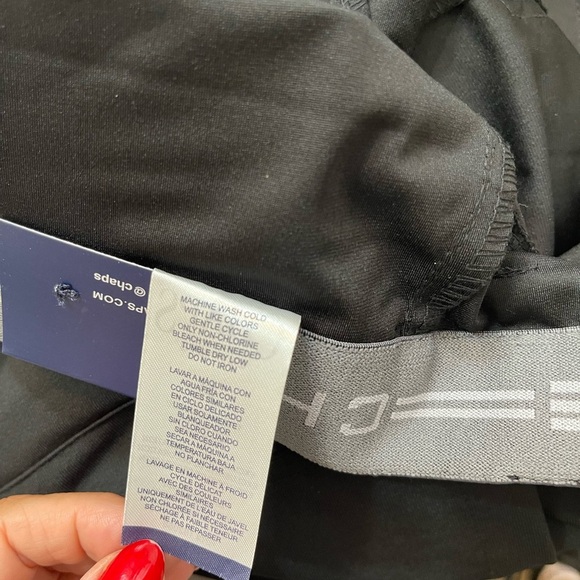 APS.COM
@chaps
MACHINE WASH COLD
WITH LIKE COLORS
GENTLE CYCLE
ONLY NON-CHLORINE
BLEACH WHEN NEEDED
TUMBLE DRY LOW
DO NOT IRON
LAVAR A MÁQUINA CON
AGUA FRÍA CON
COLORES SIMILARES
EN CICLO DELICADO
USAR SOLAMENTE
BLANQUEADOR
SIN CLORO CUANDO
SEA NECESARIO
SECAR A MÁQUINA
TEMPERATURA BAJA
NO PLANCHAR.
LAVAGE EN MACHINE À FROID
CYCLE DÉLICAT
AVEC DES COULEURS
SIMILAIRES
UNIQUEMENT DE L'EAU DE JAVEL
NON CHLORÉE SI NÉCESSAIRE
SÉCHAGE À FAIBLE TENEUR
NE PAS REPASSER
CH